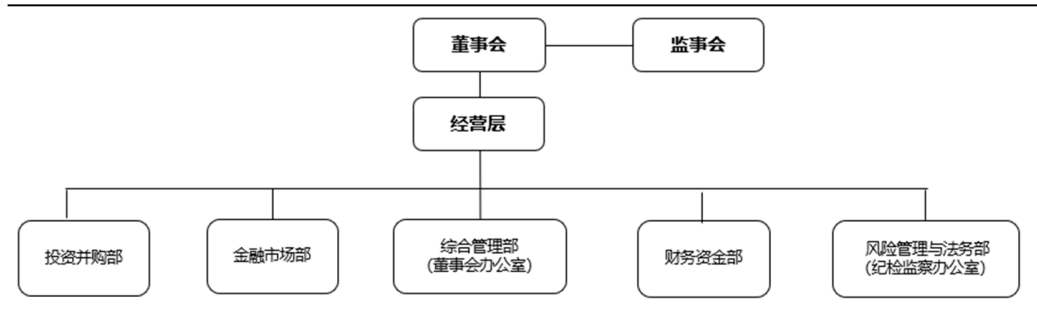 董事会
监事会
经营层
投资并购部
金融市场部
综合管理部
(董事会办公室)
财务资金部
风险管理与法务部
(纪检监察办公室)